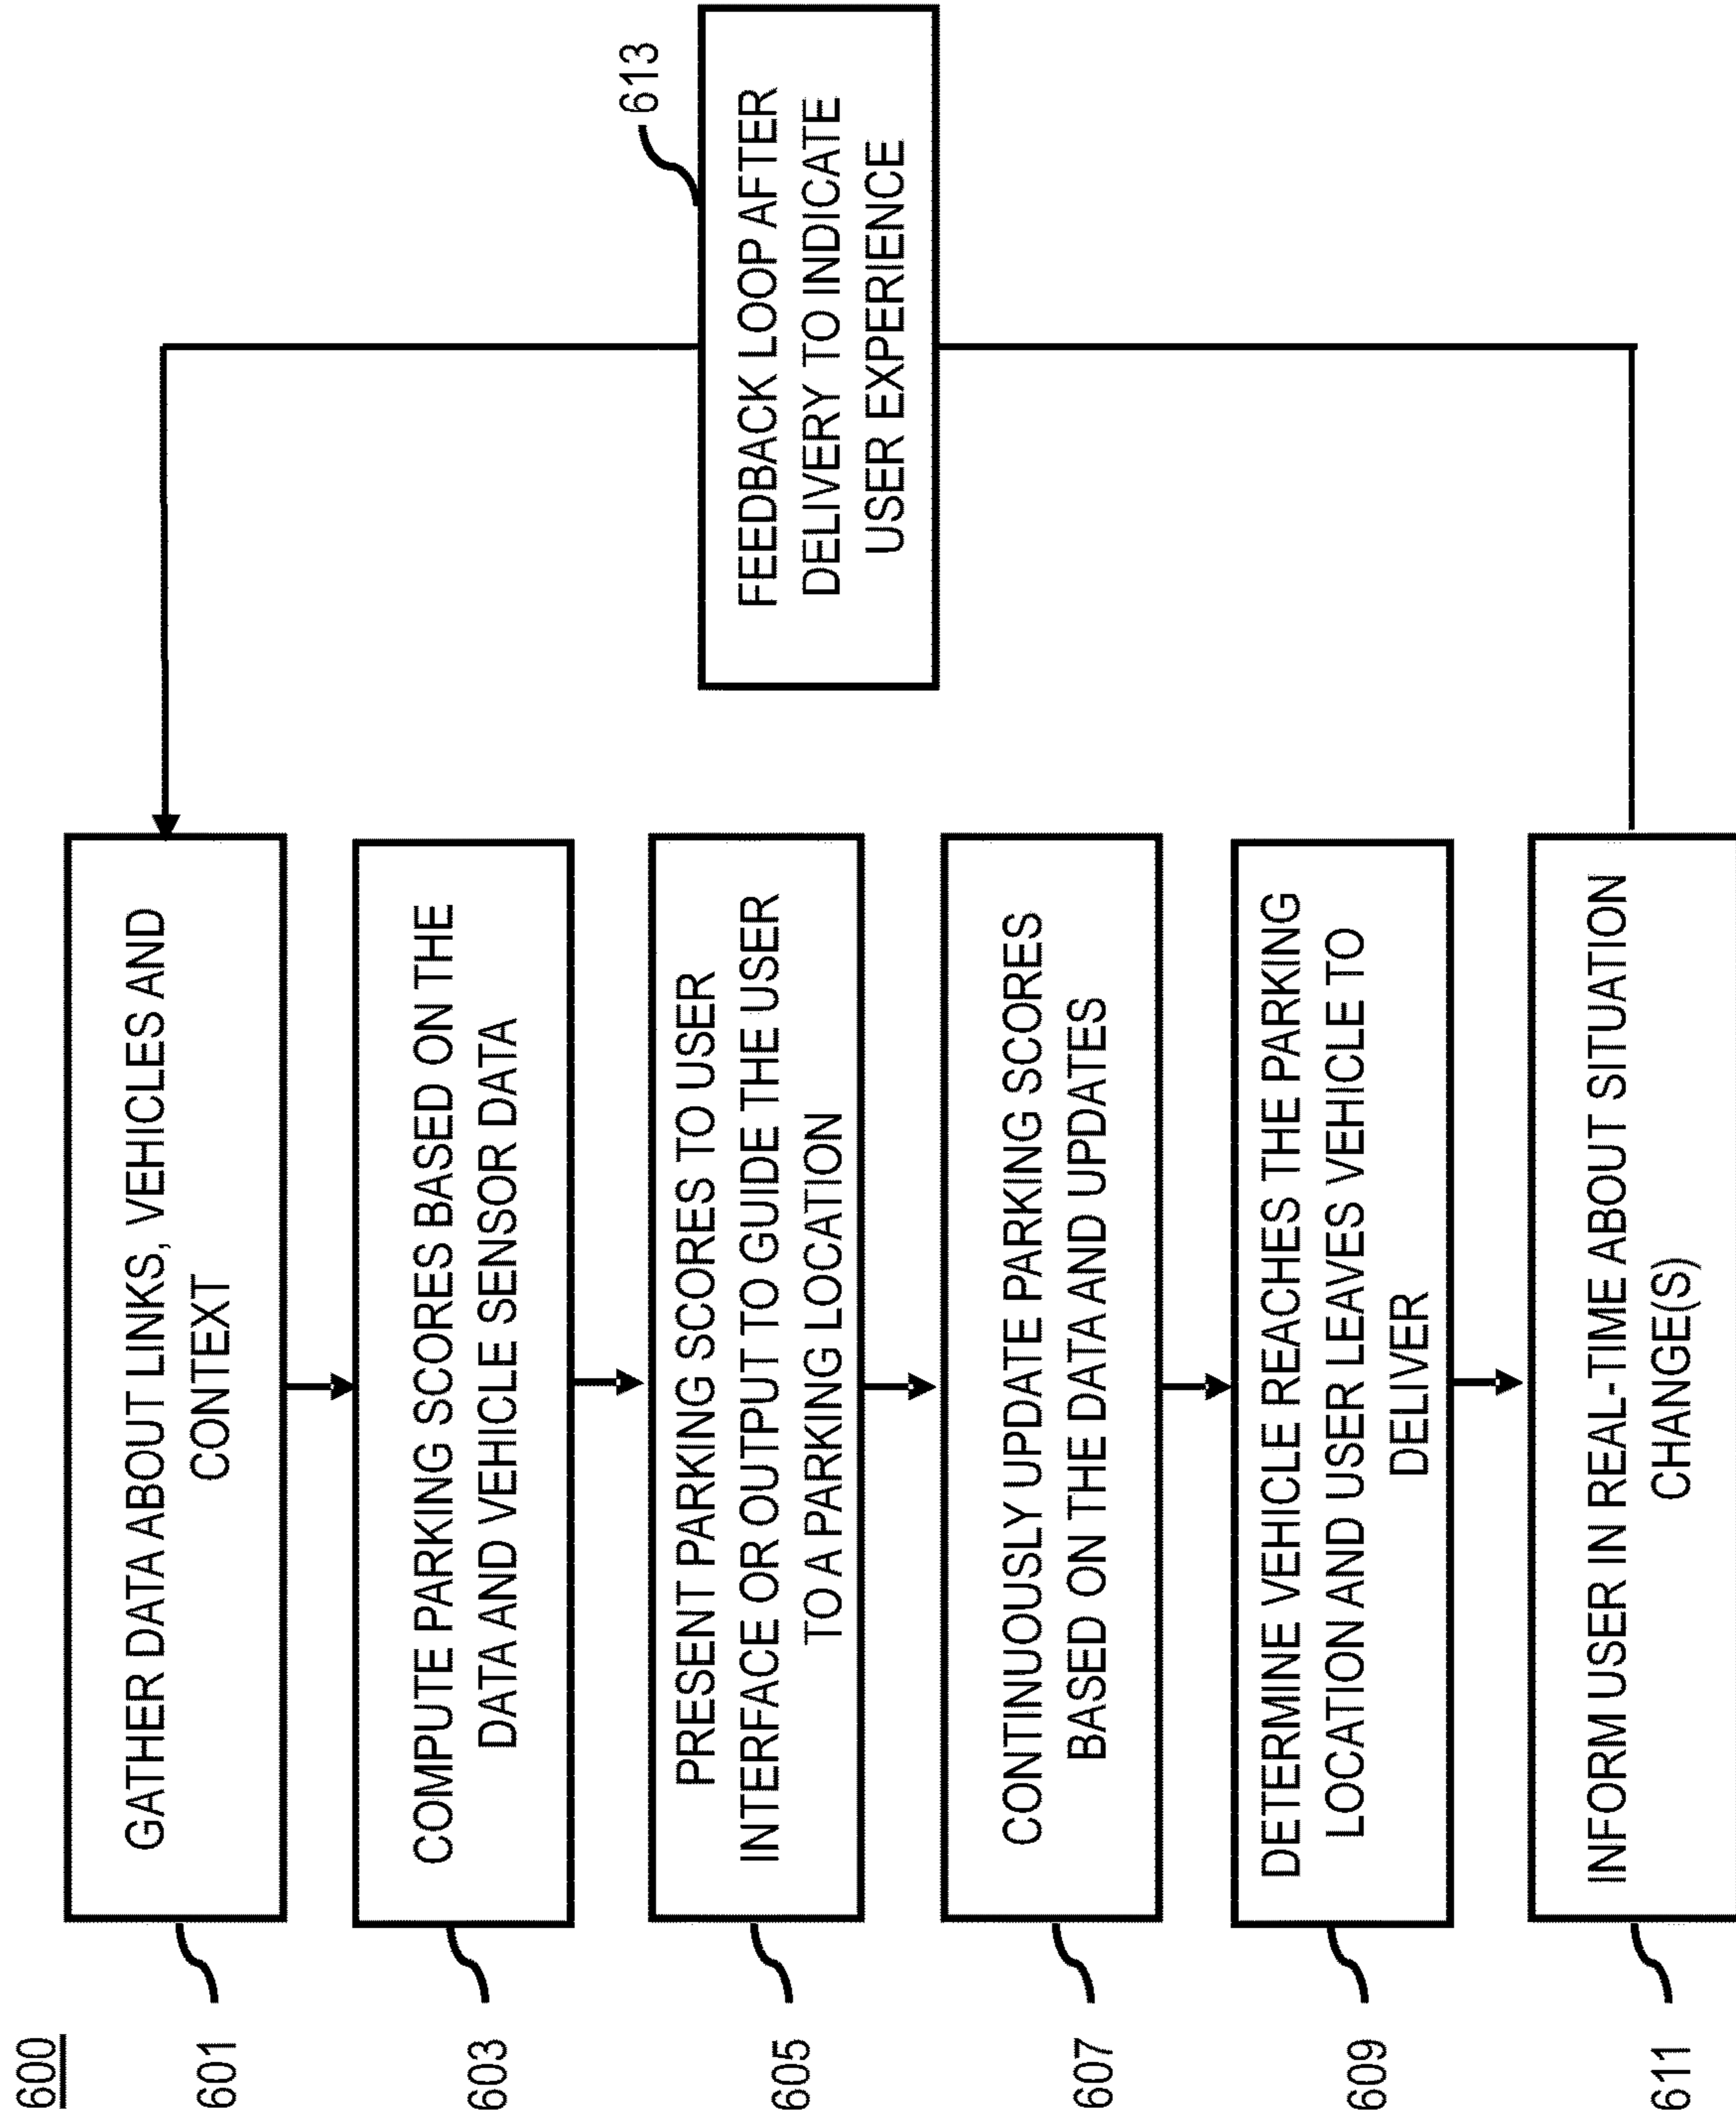 600
601
GATHER DATA ABOUT LINKS, VEHICLES AND
CONTEXT
603
COMPUTE PARKING SCORES BASED ON THE
DATA AND VEHICLE SENSOR DATA
605
PRESENT PARKING SCORES TO USER
INTERFACE OR OUTPUT TO GUIDE THE USER
TO A PARKING LOCATION
607
CONTINUOUSLY UPDATE PARKING SCORES
BASED ON THE DATA AND UPDATES
609
DETERMINE VEHICLE REACHES THE PARKING
LOCATION AND USER LEAVES VEHICLE TO
DELIVER
611
INFORM USER IN REAL-TIME ABOUT SITUATION
CHANGE(S)
613
FEEDBACK LOOP AFTER
DELIVERY TO INDICATE
USER EXPERIENCE